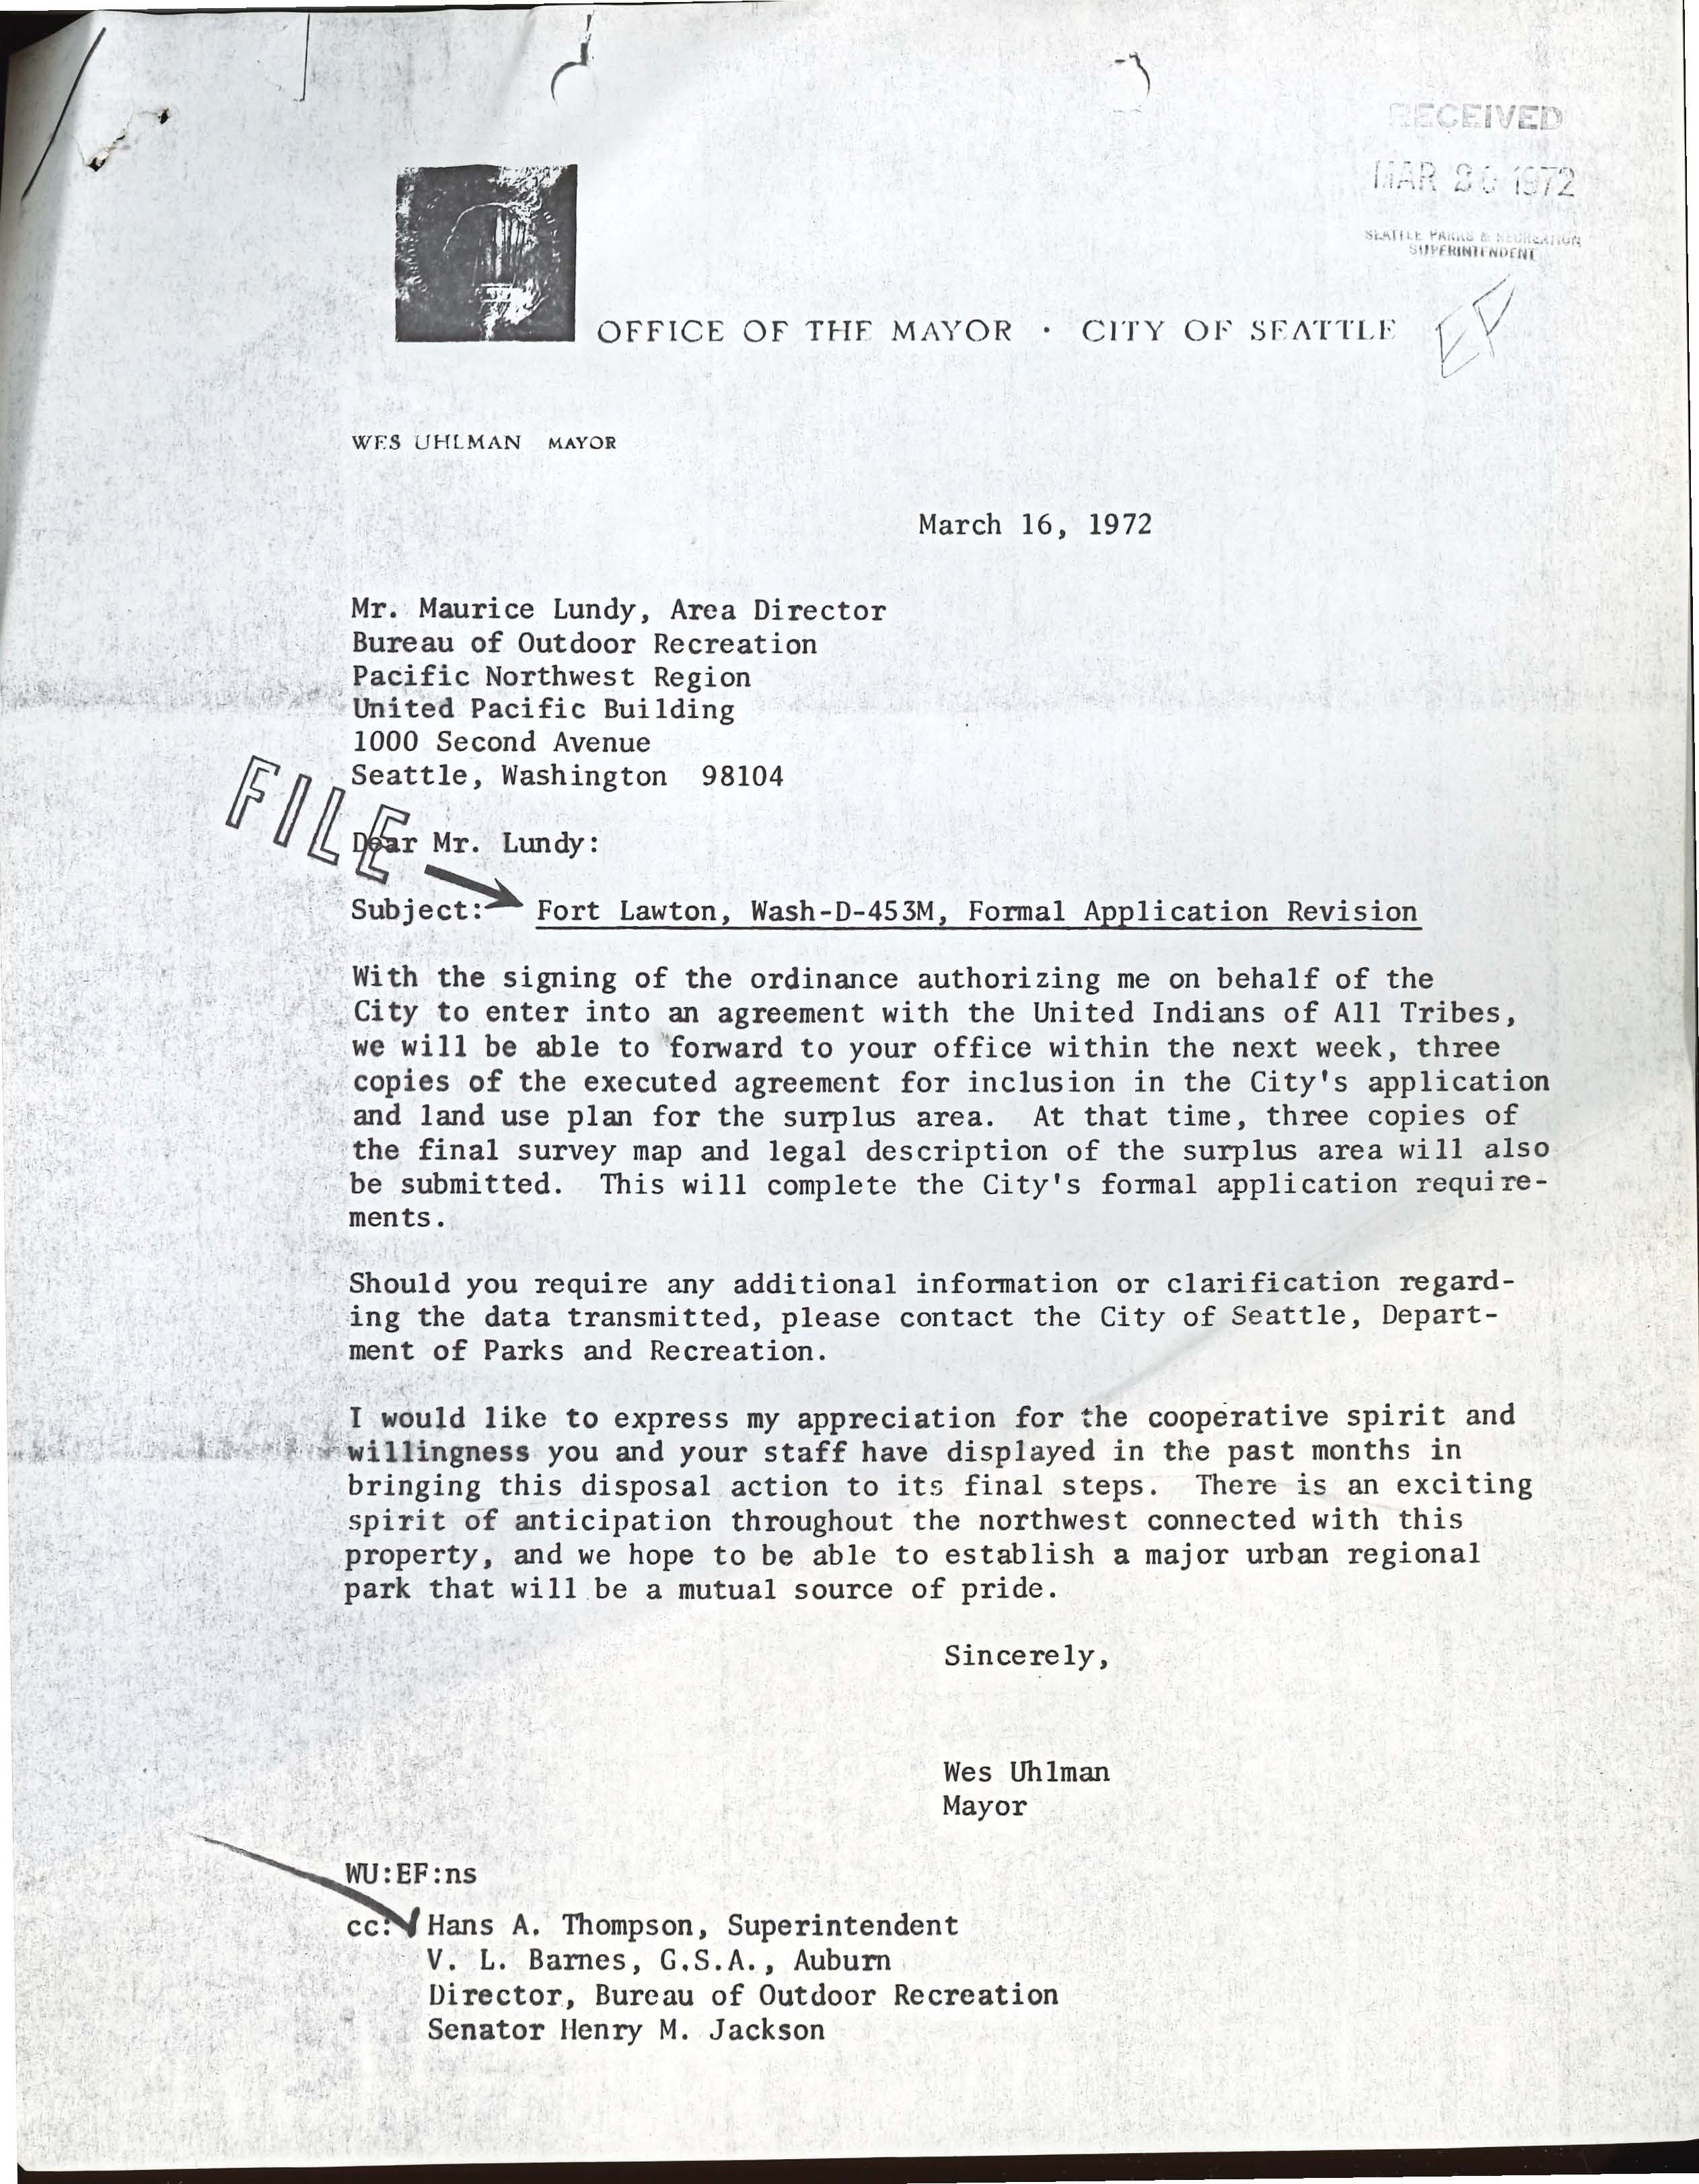 RECEIVED
MAR 20 1972
SEATTLE PARKS & RECREATION
SUPERINTENDENT
OFFICE OF THE MAYOR · CITY OF SEATTLE
WES UHLMAN MAYOR
March 16, 1972
Mr. Maurice Lundy, Area Director
Bureau of Outdoor Recreation
Pacific Northwest Region
United Pacific Building
1000 Second Avenue
Seattle, Washington 98104
FILE
Dear Mr. Lundy:
Subject: Fort Lawton, Wash-D-453M, Formal Application Revision
With the signing of the ordinance authorizing me on behalf of the
City to enter into an agreement with the United Indians of All Tribes,
we will be able to forward to your office within the next week, three
copies of the executed agreement for inclusion in the City's application
and land use plan for the surplus area. At that time, three copies of
the final survey map and legal description of the surplus area will also
be submitted. This will complete the City's formal application require-
ments.
Should you require any additional information or clarification regard-
ing the data transmitted, please contact the City of Seattle, Depart-
ment of Parks and Recreation.
I would like to express my appreciation for the cooperative spirit and
willingness you and your staff have displayed in the past months in
bringing this disposal action to its final steps. There is an exciting
spirit of anticipation throughout the northwest connected with this
property, and we hope to be able to establish a major urban regional
park that will be a mutual source of pride.
Sincerely,
Wes Uhlman
Mayor
WU:EF:ns
cc: Hans A. Thompson, Superintendent
V. L. Barnes, G.S.A., Auburn
Director, Bureau of Outdoor Recreation
Senator Henry M. Jackson